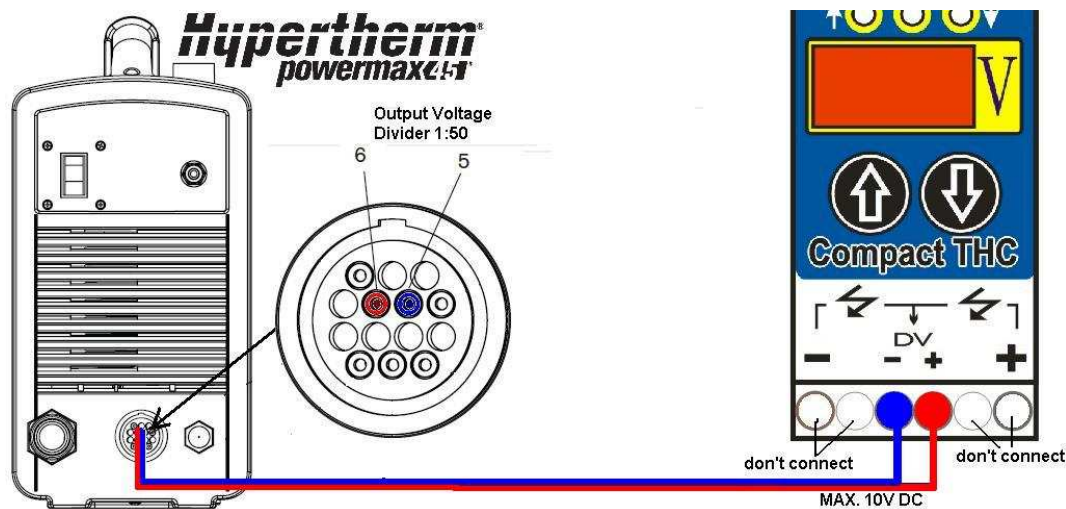 Hypertherm®
powermax45®
Output Voltage
Divider 1:50
6 5
V
Compact THC
DV
- - + +
don't connect
don't connect
MAX. 10V DC